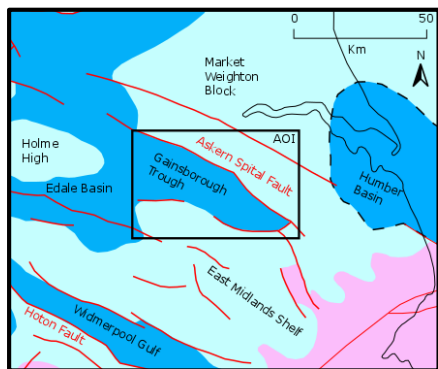 0 50
Km
N
Market
Weighton
Block
AOI
Holme
High
Askern Spital Fault
Gainsborough
Trough
Edale Basin
Humber
Basin
East Midlands Shelf
Widmerpool Gulf
Hoton Fault